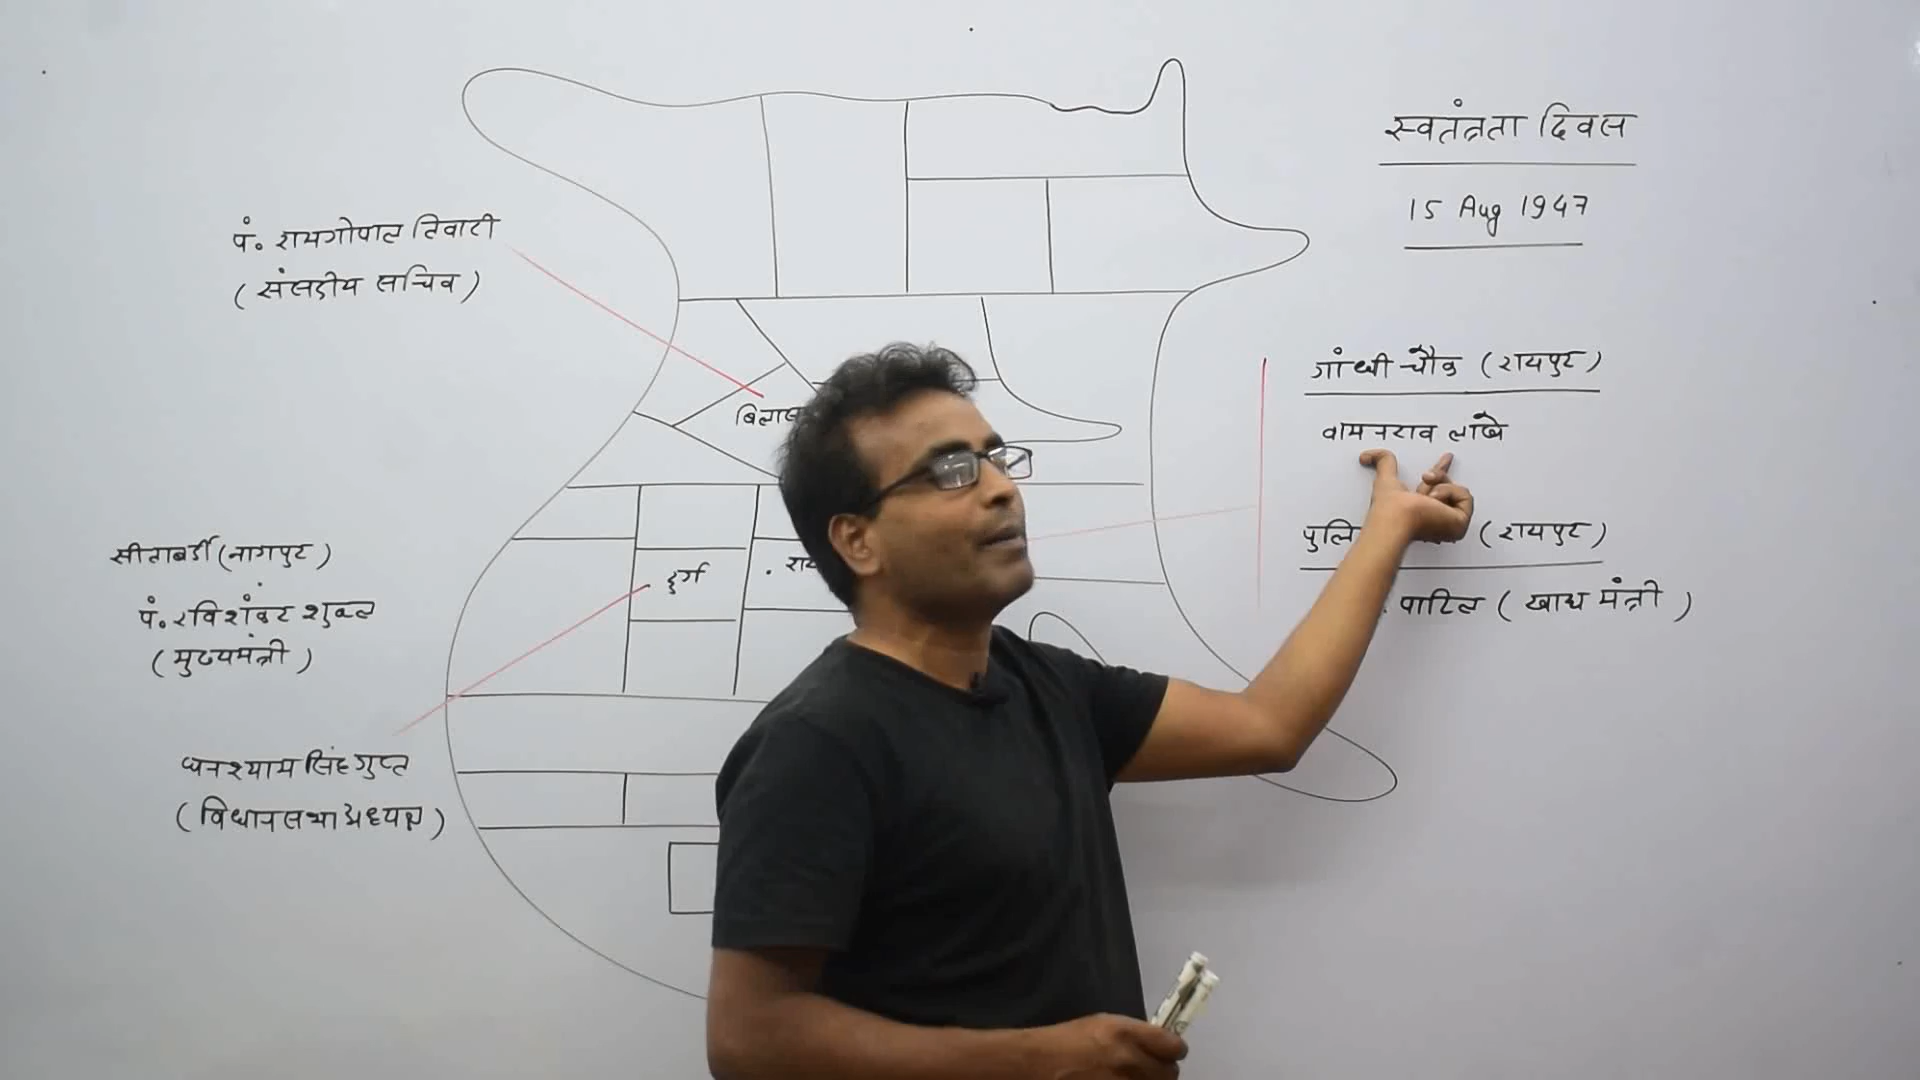 स्वतंत्रता दिवस
15 Aug 1947
पं. रामगोपाल तिवारी
(संसदीय सचिव)
गांधी चौक (रायपुर)
वामनराव लाखे
(रायपुर)
पाटिल (खाद्य मंत्री)
दुर्ग
सीताबर्डी (नागपुर)
पं. रविशंकर शुक्ल
(मुख्यमंत्री)
घनश्याम सिंह गुप्त
(विधानसभा अध्यक्ष)